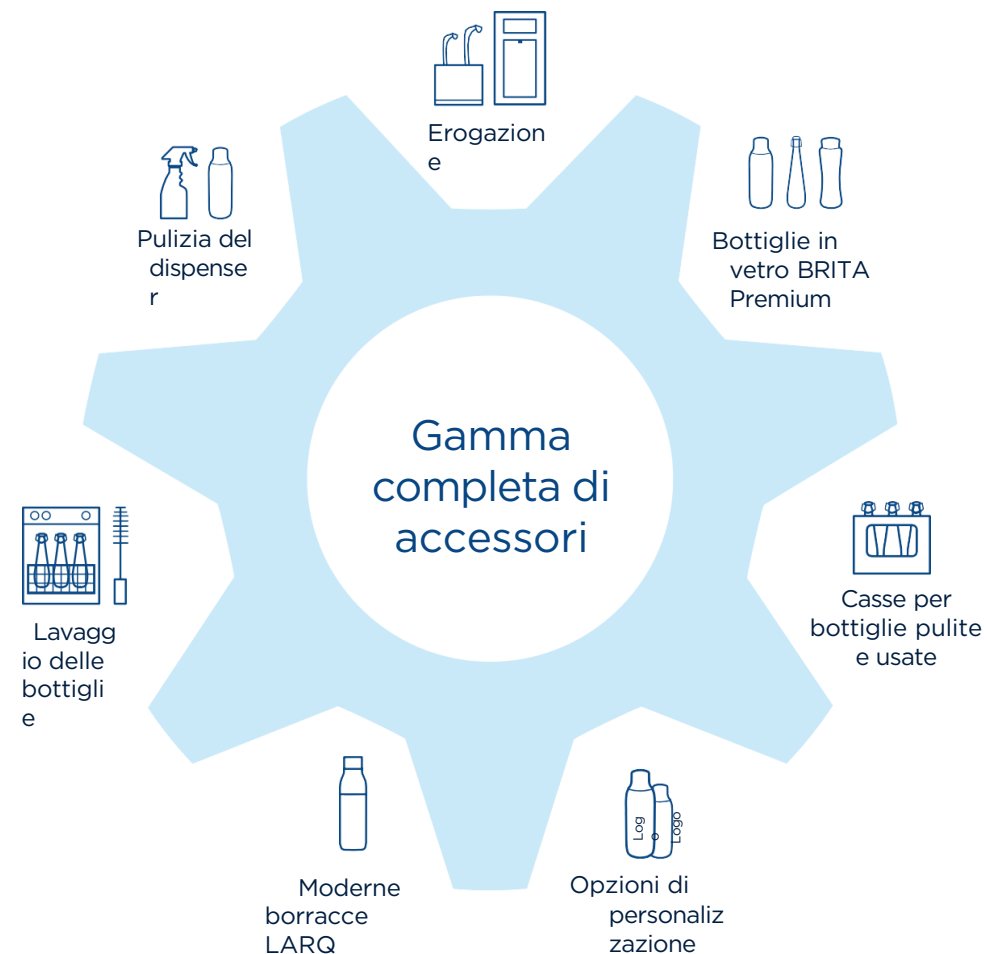 Erogazion
e
Bottiglie in
vetro BRITA
Premium
Pulizia del
dispense
r
Gamma
completa di
accessori
Casse per
bottiglie pulite
e usate
Lavagg
io delle
bottigli
e
Log
o
Logo
Moderne
borracce
LARQ
Opzioni di
personaliz
zazione